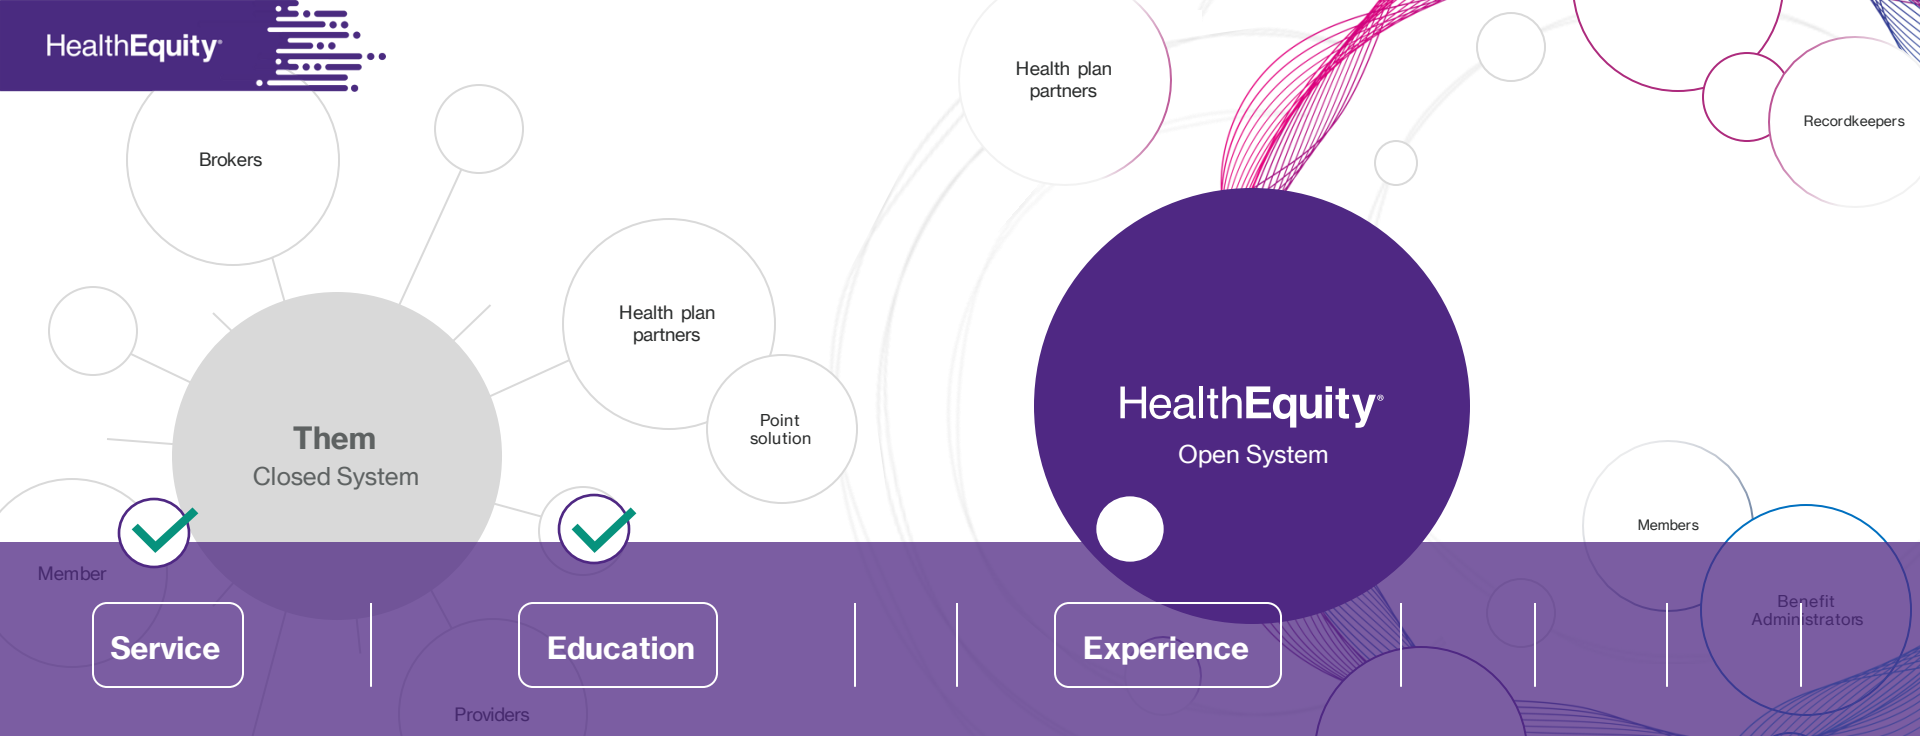 HealthEquity®
Brokers
Health plan
partners
Point
solution
Them
Closed System
Member
Providers
Health plan
partners
Recordkeepers
HealthEquity®
Open System
Members
Benefit
Administrators
Service
Education
Experience